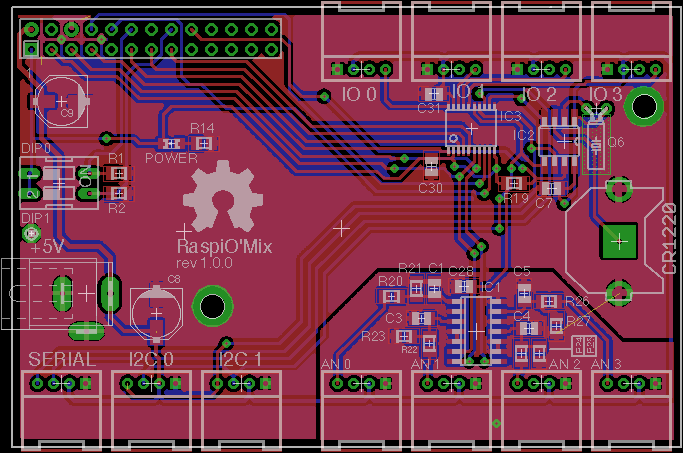 IO 0
IO
IO 2
IO 3
C9
C31
IC3
R14
IC2
Q6
DIP0
POWER
R1
C30
R2
R19
C7
DIP1
CR1220
+5V
RaspiO'Mix
rev 1.0.0
C8
R21
C1
C28
R20
IC1
C5
R26
C3
C4
R27
R23
R22
SERIAL
I2C 0
I2C 1
AN 0
AN 1
AN 2
AN 3